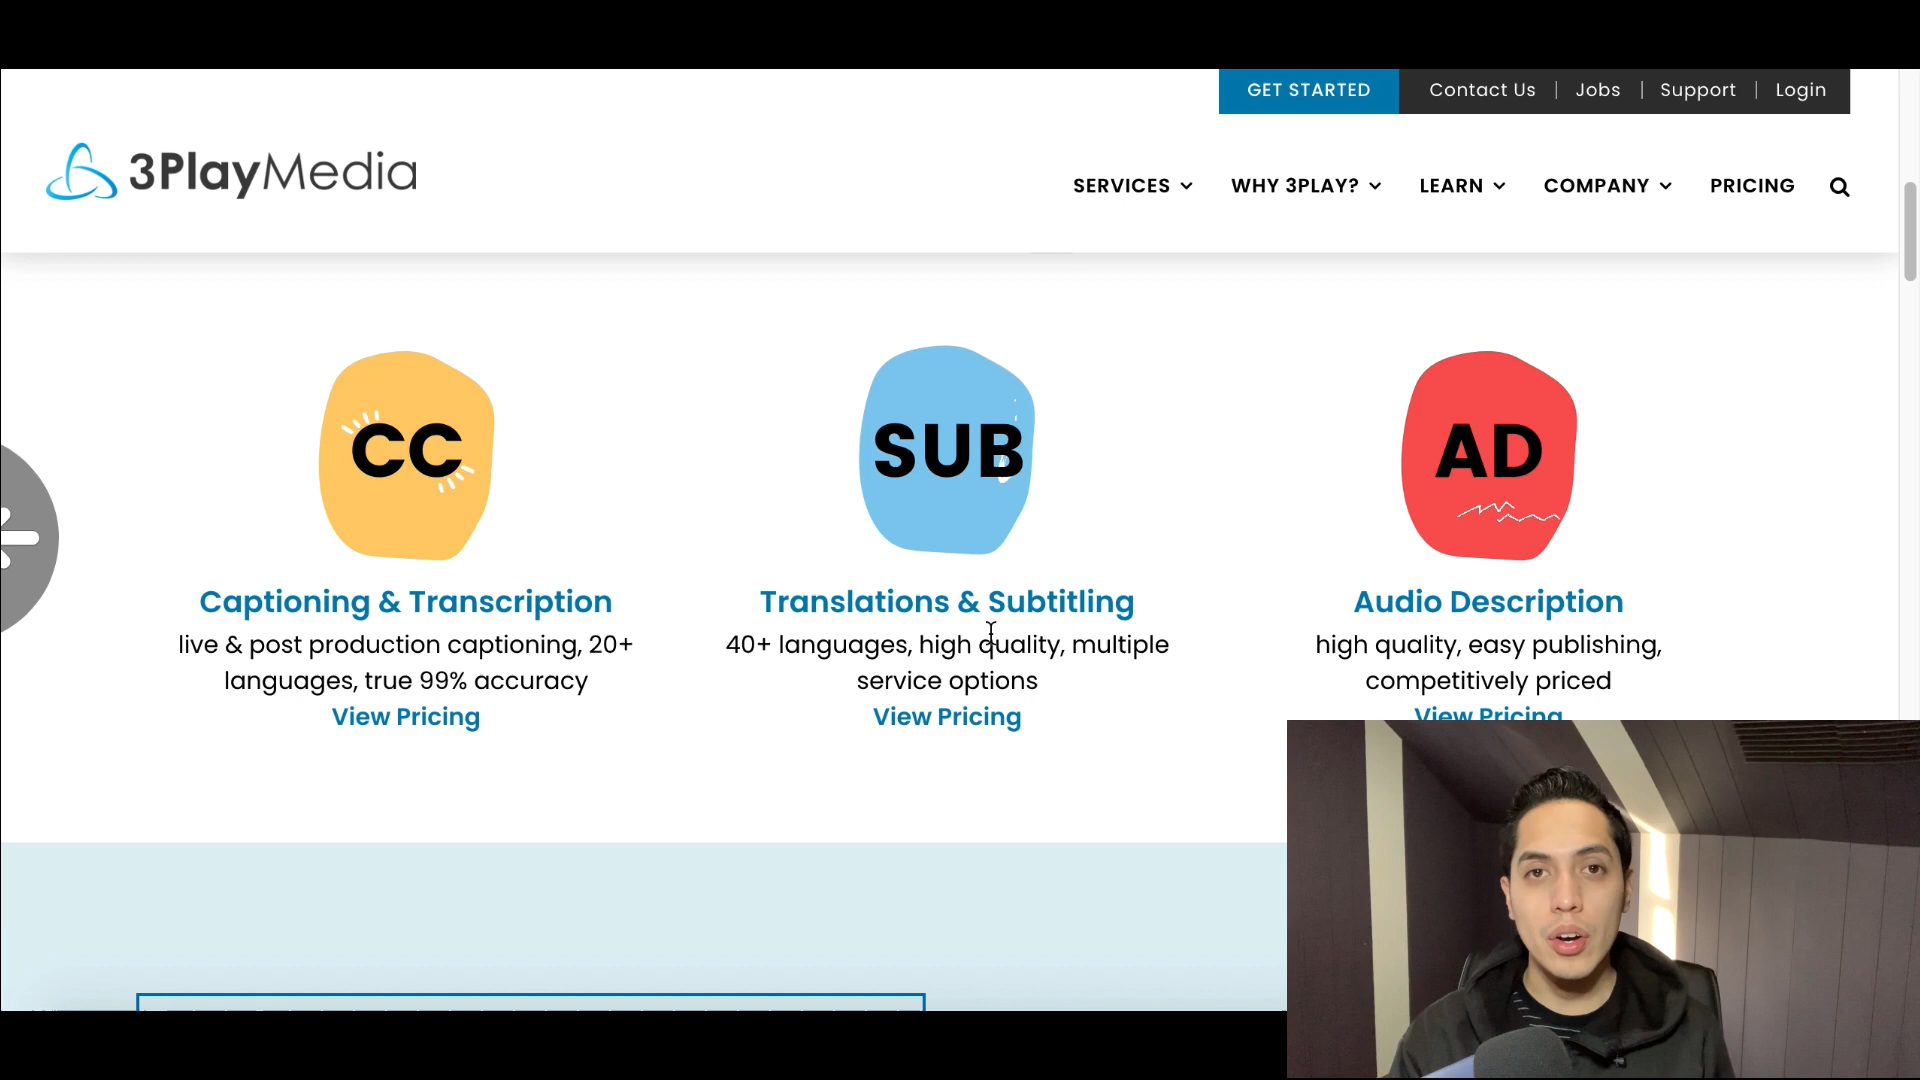 GET STARTED
Contact Us | Jobs | Support | Login
3PlayMedia
SERVICES WHY 3PLAY? LEARN COMPANY PRICING
CC
SUB
AD
Captioning & Transcription
live & post production captioning, 20+
languages, true 99% accuracy
View Pricing
Translations & Subtitling
40+ languages, high quality, multiple
service options
View Pricing
Audio Description
high quality, easy publishing,
competitively priced
View Pricing